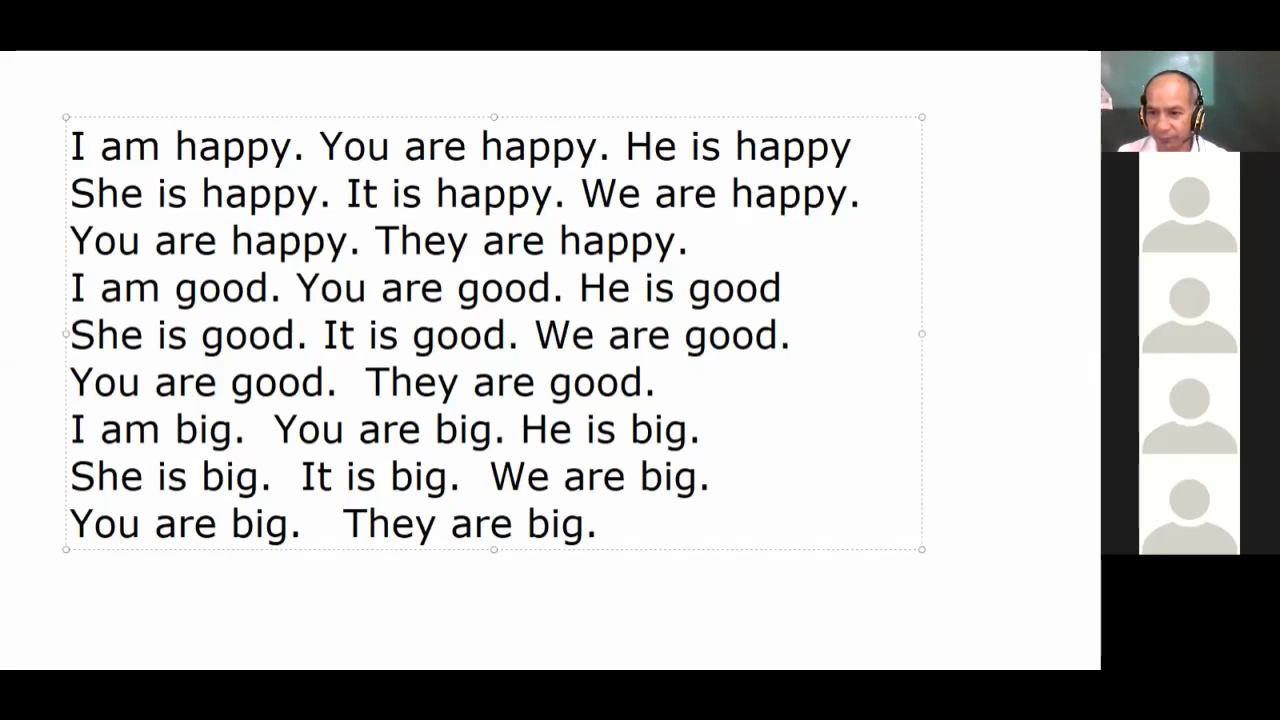 I am happy. You are happy. He is happy
She is happy. It is happy. We are happy.
You are happy. They are happy.
I am good. You are good. He is good
She is good. It is good. We are good.
You are good.  They are good.
I am big.  You are big. He is big.
She is big.  It is big.  We are big.
You are big.   They are big.